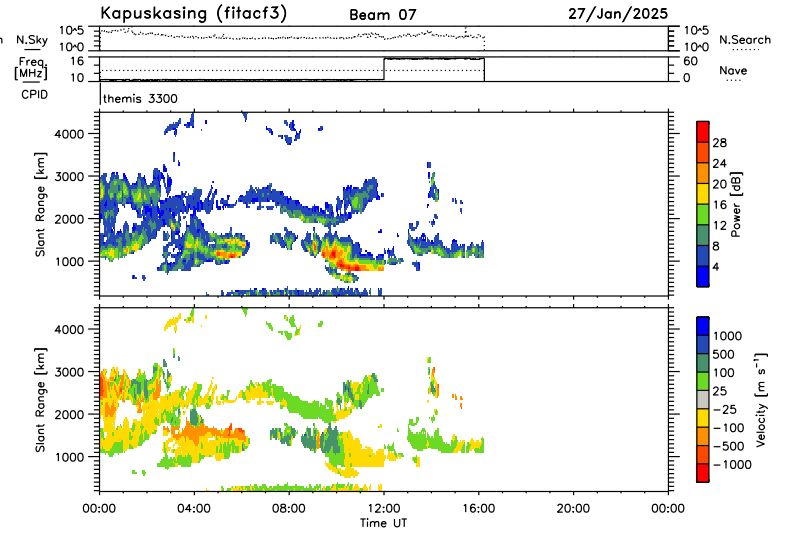 Kapuskasing (fitacf3) Beam 07 27/Jan/2025
n N.Sky 10^5 10^0 10^5 10^0 N.Search
Freq. [MHz] 16 10 60 0 Nave
CPID themis 3300
Slant Range [km] 4000 3000 2000 1000
Power [dB] 28 24 20 16 12 8 4
Slant Range [km] 4000 3000 2000 1000
Velocity [m s⁻¹] 1000 500 100 25 −25 −100 −500 −1000
00:00 04:00 08:00 12:00 16:00 20:00 00:00
Time UT